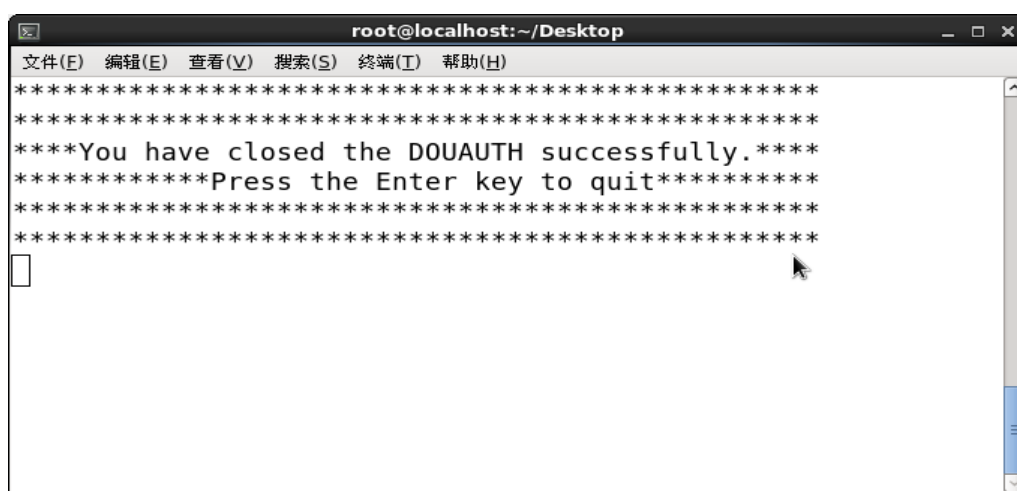 root@localhost:~/Desktop
文件(F) 编辑(E) 查看(V) 搜索(S) 终端(T) 帮助(H)
*************************************************
*************************************************
****You have closed the DOUAUTH successfully.****
************Press the Enter key to quit**********
*************************************************
*************************************************